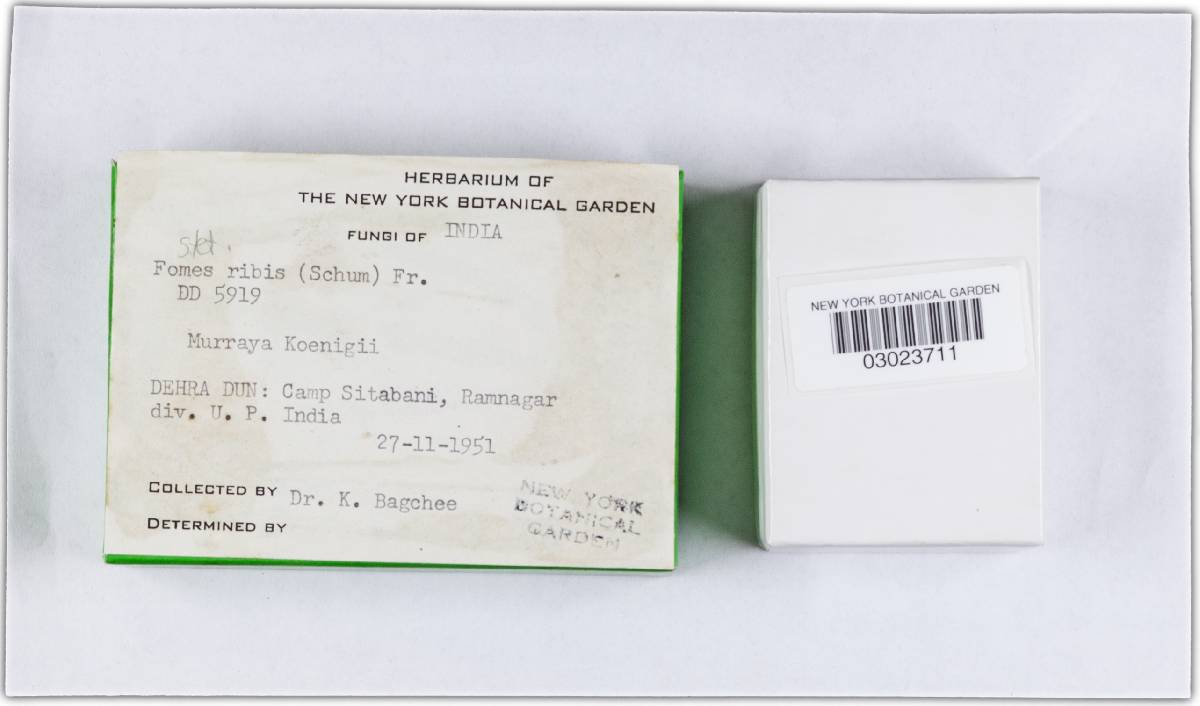 HERBARIUM OF
THE NEW YORK BOTANICAL GARDEN
FUNGI OF INDIA
Fomes ribis (Schum) Fr.
DD 5919
Murraya Koenigii
DEHRA DUN: Camp Sitabani, Ramnagar
div. U. P. India
27-11-1951
COLLECTED BY Dr. K. Bagchee
DETERMINED BY
NEW YORK
BOTANICAL
GARDEN
NEW YORK BOTANICAL GARDEN
03023711